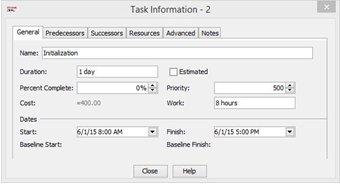 Task Information - 2
General Predecessors Successors Resources Advanced Notes
Name: Initialization
Duration: 1 day Estimated
Percent Complete: 0% Priority: 500
Cost: ¤400.00 Work: 8 hours
Dates
Start: 6/1/15 8:00 AM Finish: 6/1/15 5:00 PM
Baseline Start: Baseline Finish:
Close Help